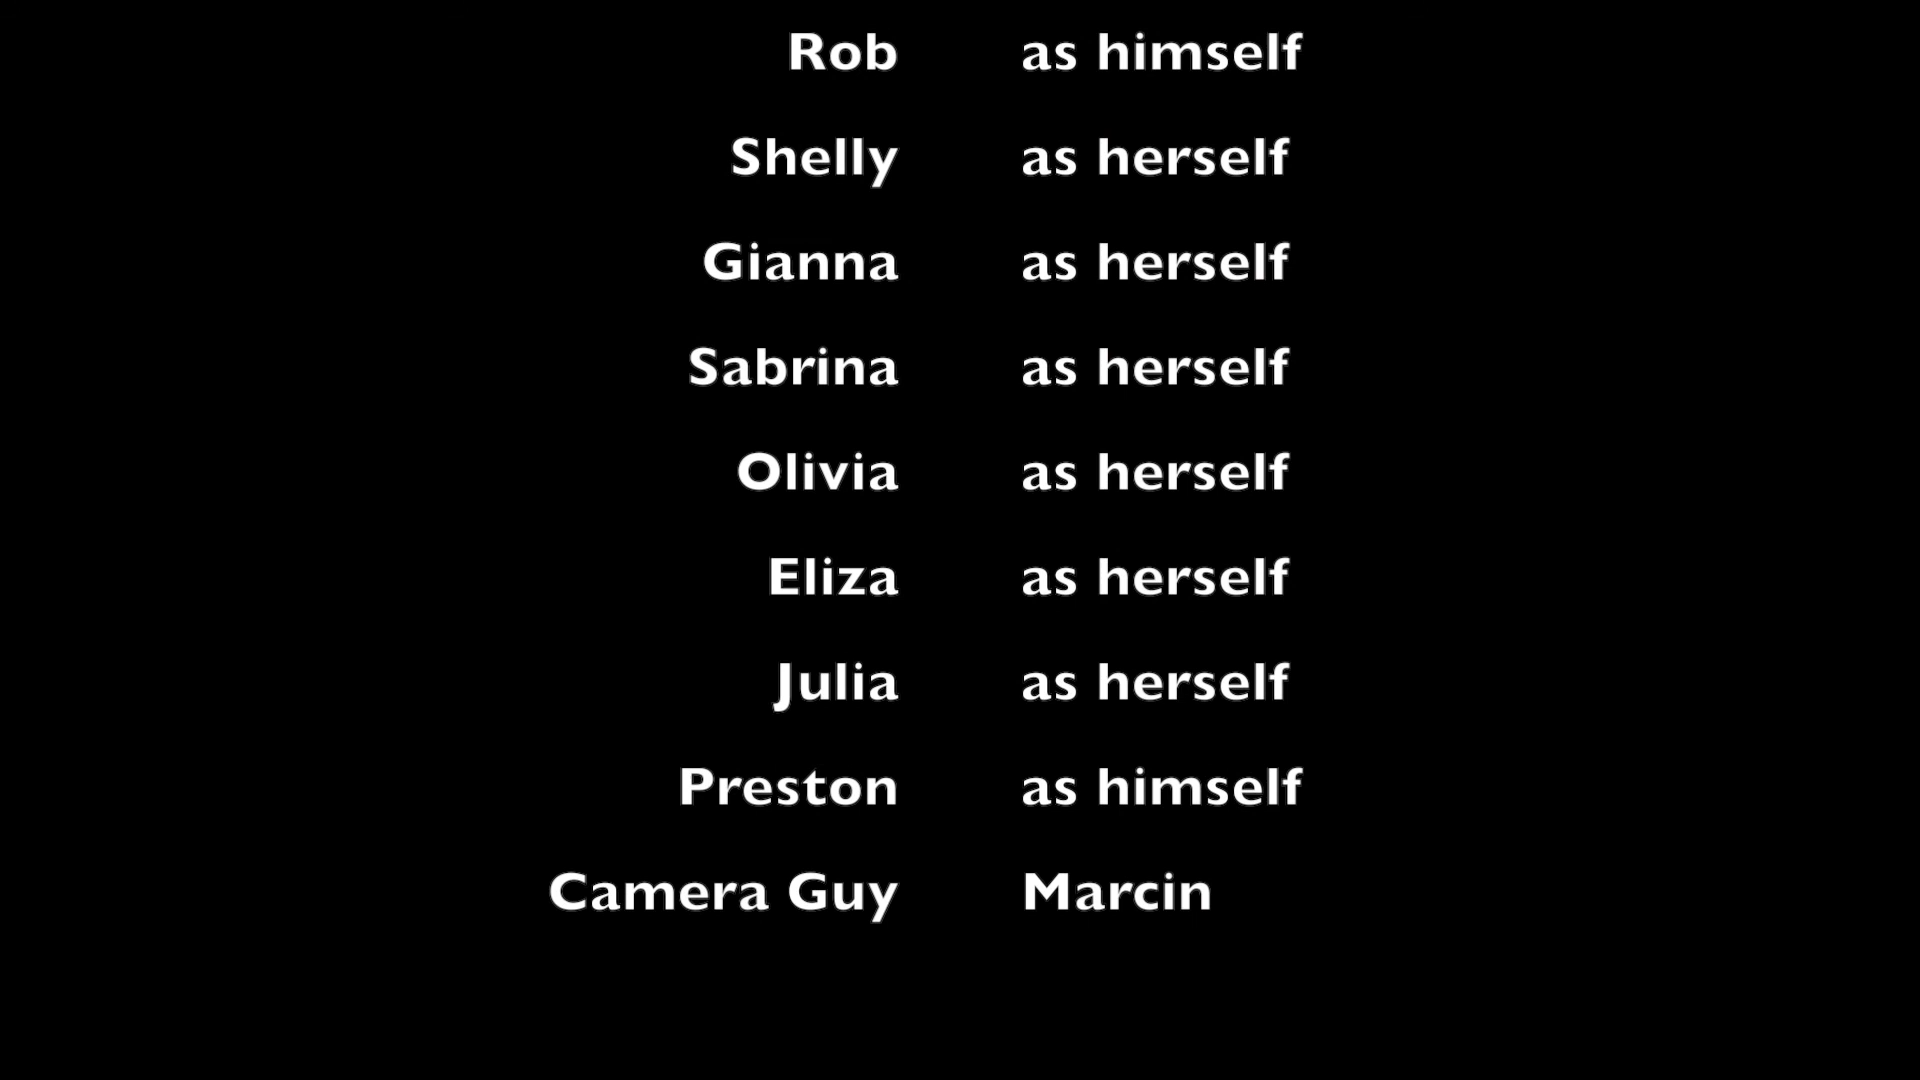 Rob as himself
Shelly as herself
Gianna as herself
Sabrina as herself
Olivia as herself
Eliza as herself
Julia as herself
Preston as himself
Camera Guy Marcin